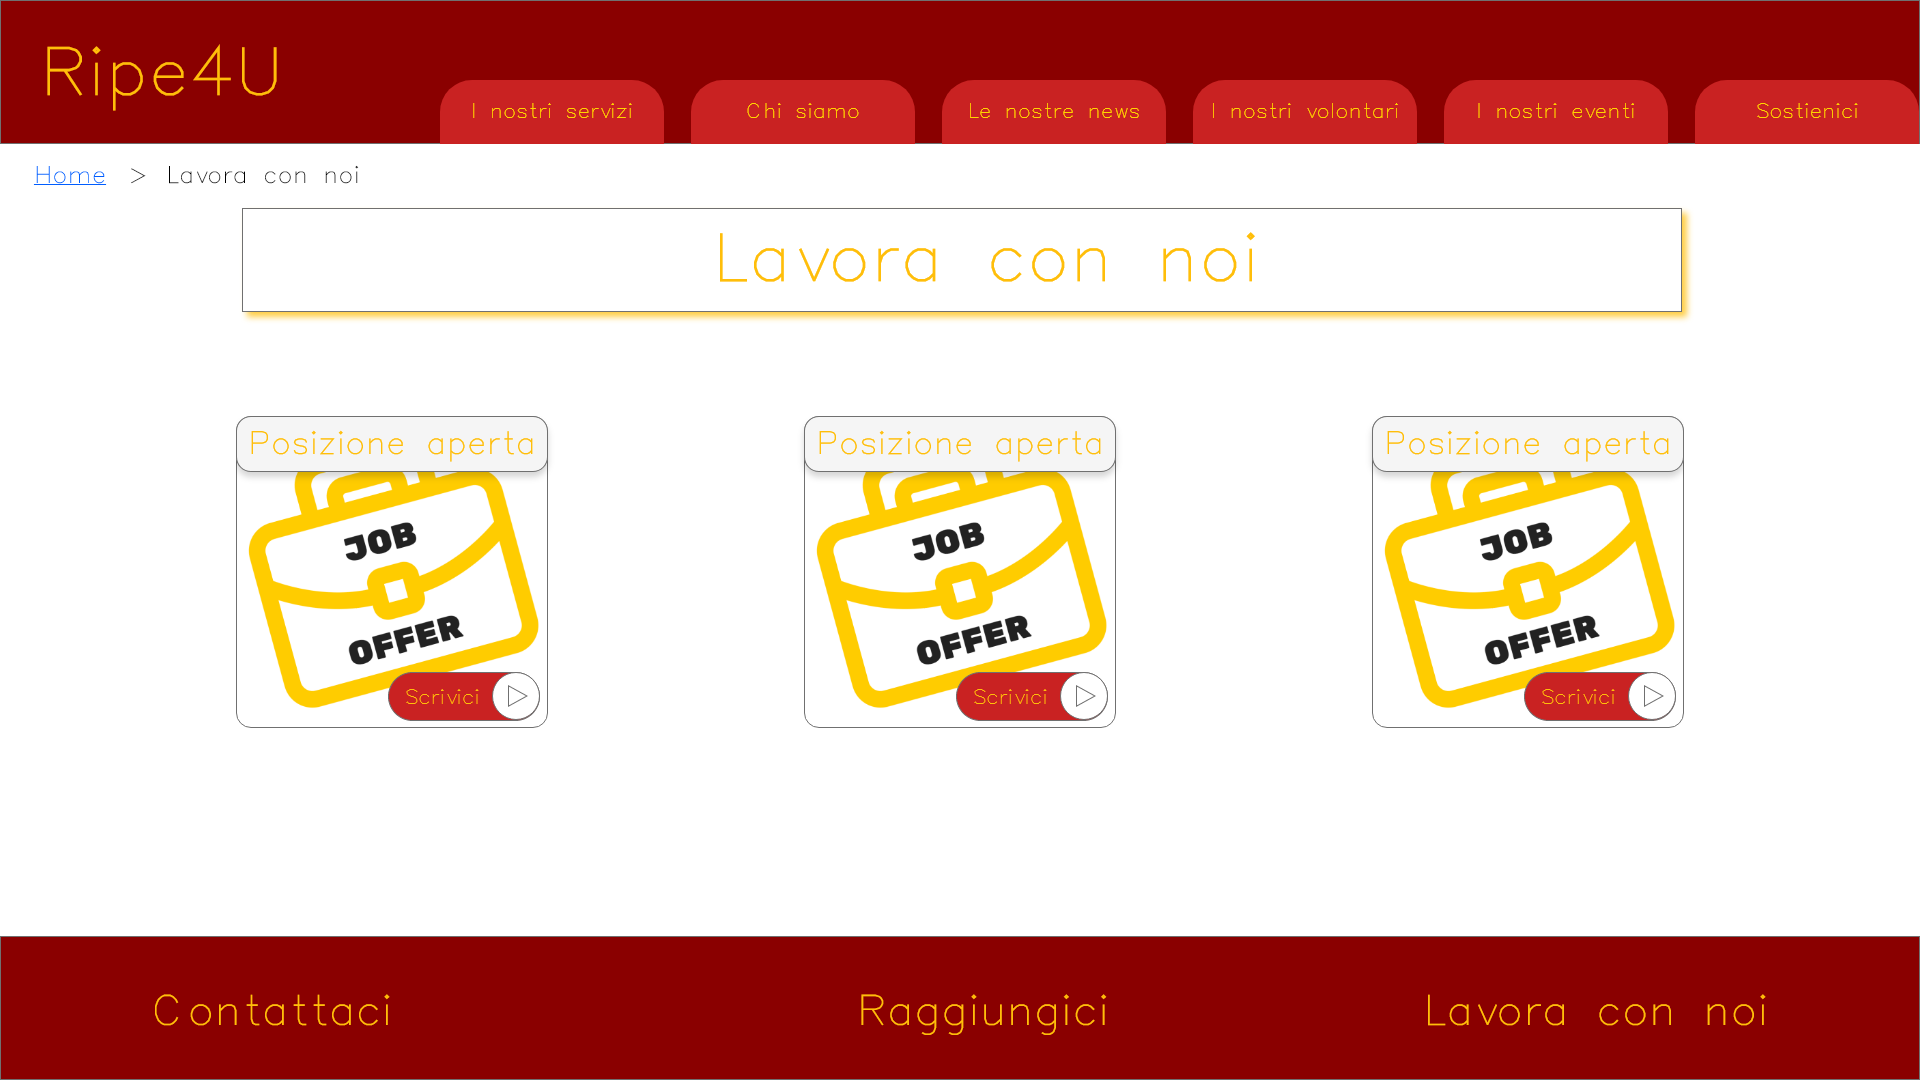 Ripe4U
I nostri servizi
Chi siamo
Le nostre news
I nostri volontari
I nostri eventi
Sostienici
Home > Lavora con noi
Lavora con noi
Posizione aperta
JOB
OFFER
Scrivici
Posizione aperta
JOB
OFFER
Scrivici
Posizione aperta
JOB
OFFER
Scrivici
Contattaci
Raggiungici
Lavora con noi